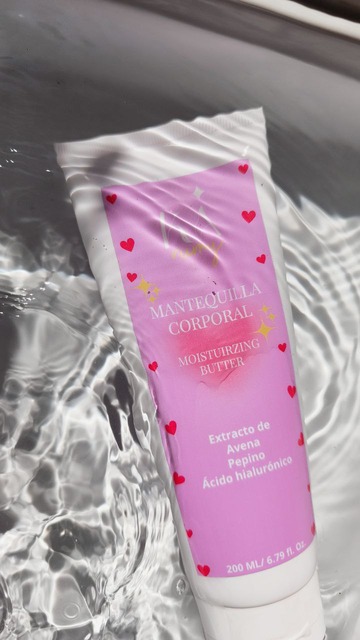 MANTEQUILLA
CORPORAL
MOISTUIRZING
BUTTER
Extracto de
Avena
Pepino
Ácido hialurónico
200 ML/ 6.79 fl. Oz.